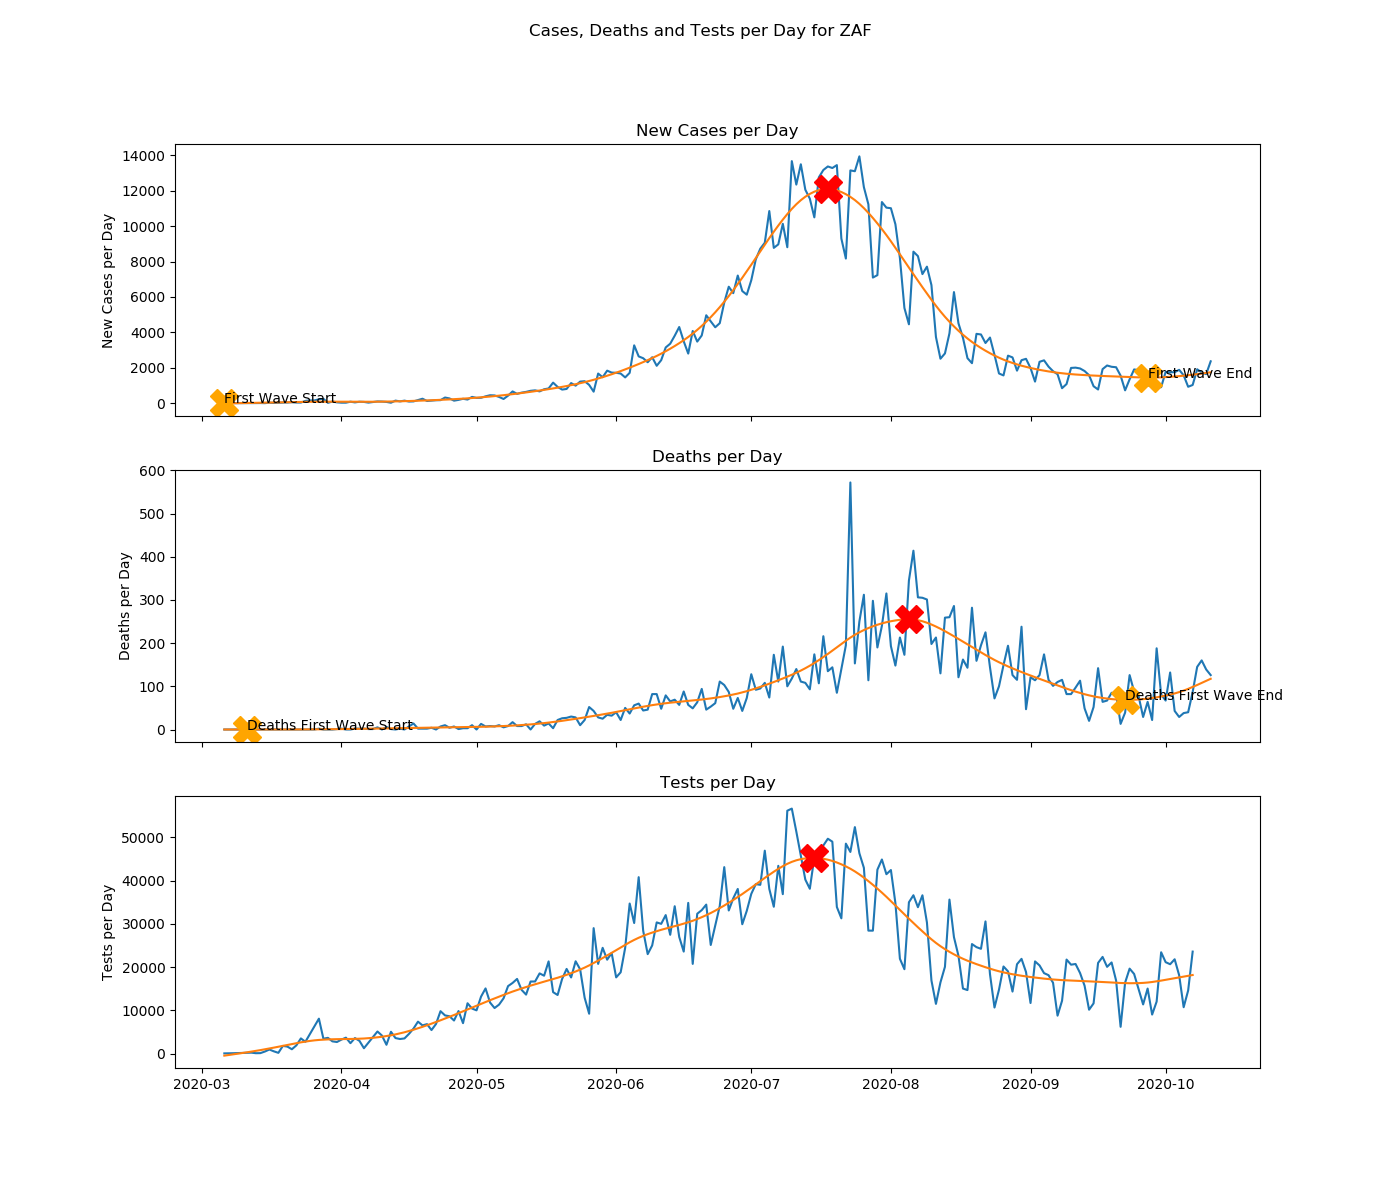 Cases, Deaths and Tests per Day for ZAF
New Cases per Day
New Cases per Day
14000
12000
10000
8000
6000
4000
2000
0
First Wave Start
First Wave End
Deaths per Day
Deaths per Day
600
500
400
300
200
100
0
Deaths First Wave Start
Deaths First Wave End
Tests per Day
Tests per Day
50000
40000
30000
20000
10000
0
2020-03 2020-04 2020-05 2020-06 2020-07 2020-08 2020-09 2020-10